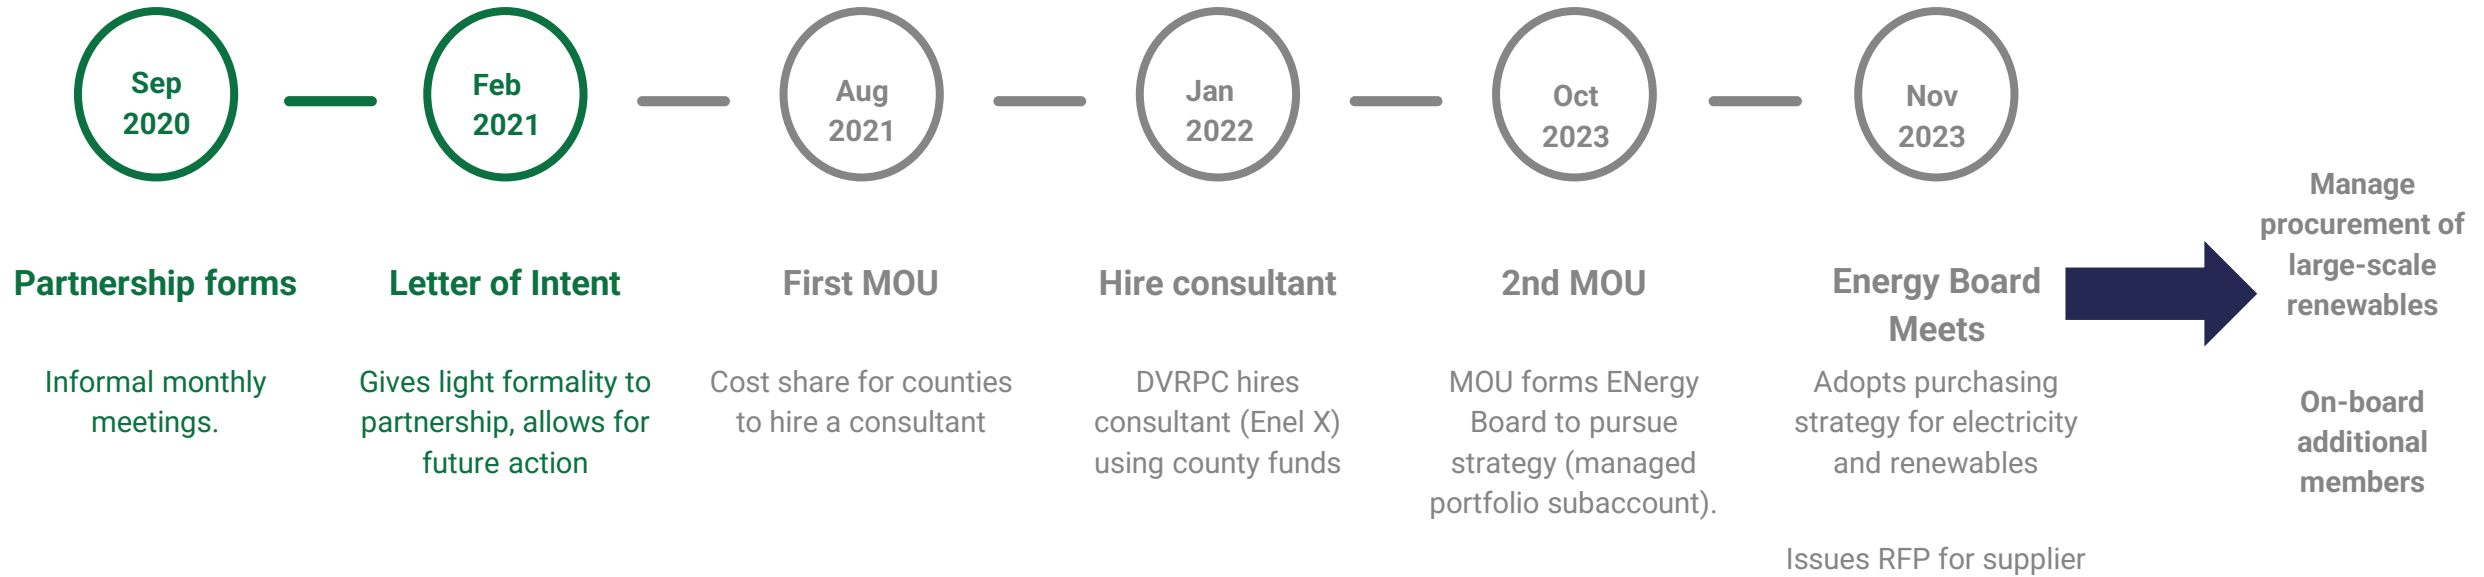 Sep
2020
Feb
2021
Aug
2021
Jan
2022
Oct
2023
Nov
2023
Partnership forms
Informal monthly
meetings.
Letter of Intent
Gives light formality to
partnership, allows for
future action
First MOU
Cost share for counties
to hire a consultant
Hire consultant
DVRPC hires
consultant (Enel X)
using county funds
2nd MOU
MOU forms ENergy
Board to pursue
strategy (managed
portfolio subaccount).
Energy Board
Meets
Adopts purchasing
strategy for electricity
and renewables
Issues RFP for supplier
Manage
procurement of
large-scale
renewables
On-board
additional
members